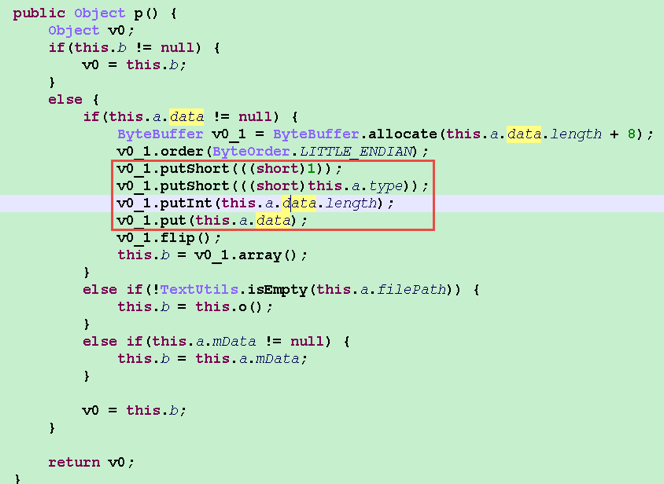 public Object p() {
    Object v0;
    if(this.b != null) {
        v0 = this.b;
    }
    else {
        if(this.a.data != null) {
            ByteBuffer v0_1 = ByteBuffer.allocate(this.a.data.length + 8);
            v0_1.order(ByteOrder.LITTLE_ENDIAN);
            v0_1.putShort(((short)1));
            v0_1.putShort(((short)this.a.type));
            v0_1.putInt(this.a.data.length);
            v0_1.put(this.a.data);
            v0_1.flip();
            this.b = v0_1.array();
        }
        else if(!TextUtils.isEmpty(this.a.filePath)) {
            this.b = this.o();
        }
        else if(this.a.mData != null) {
            this.b = this.a.mData;
        }

        v0 = this.b;
    }

    return v0;
}